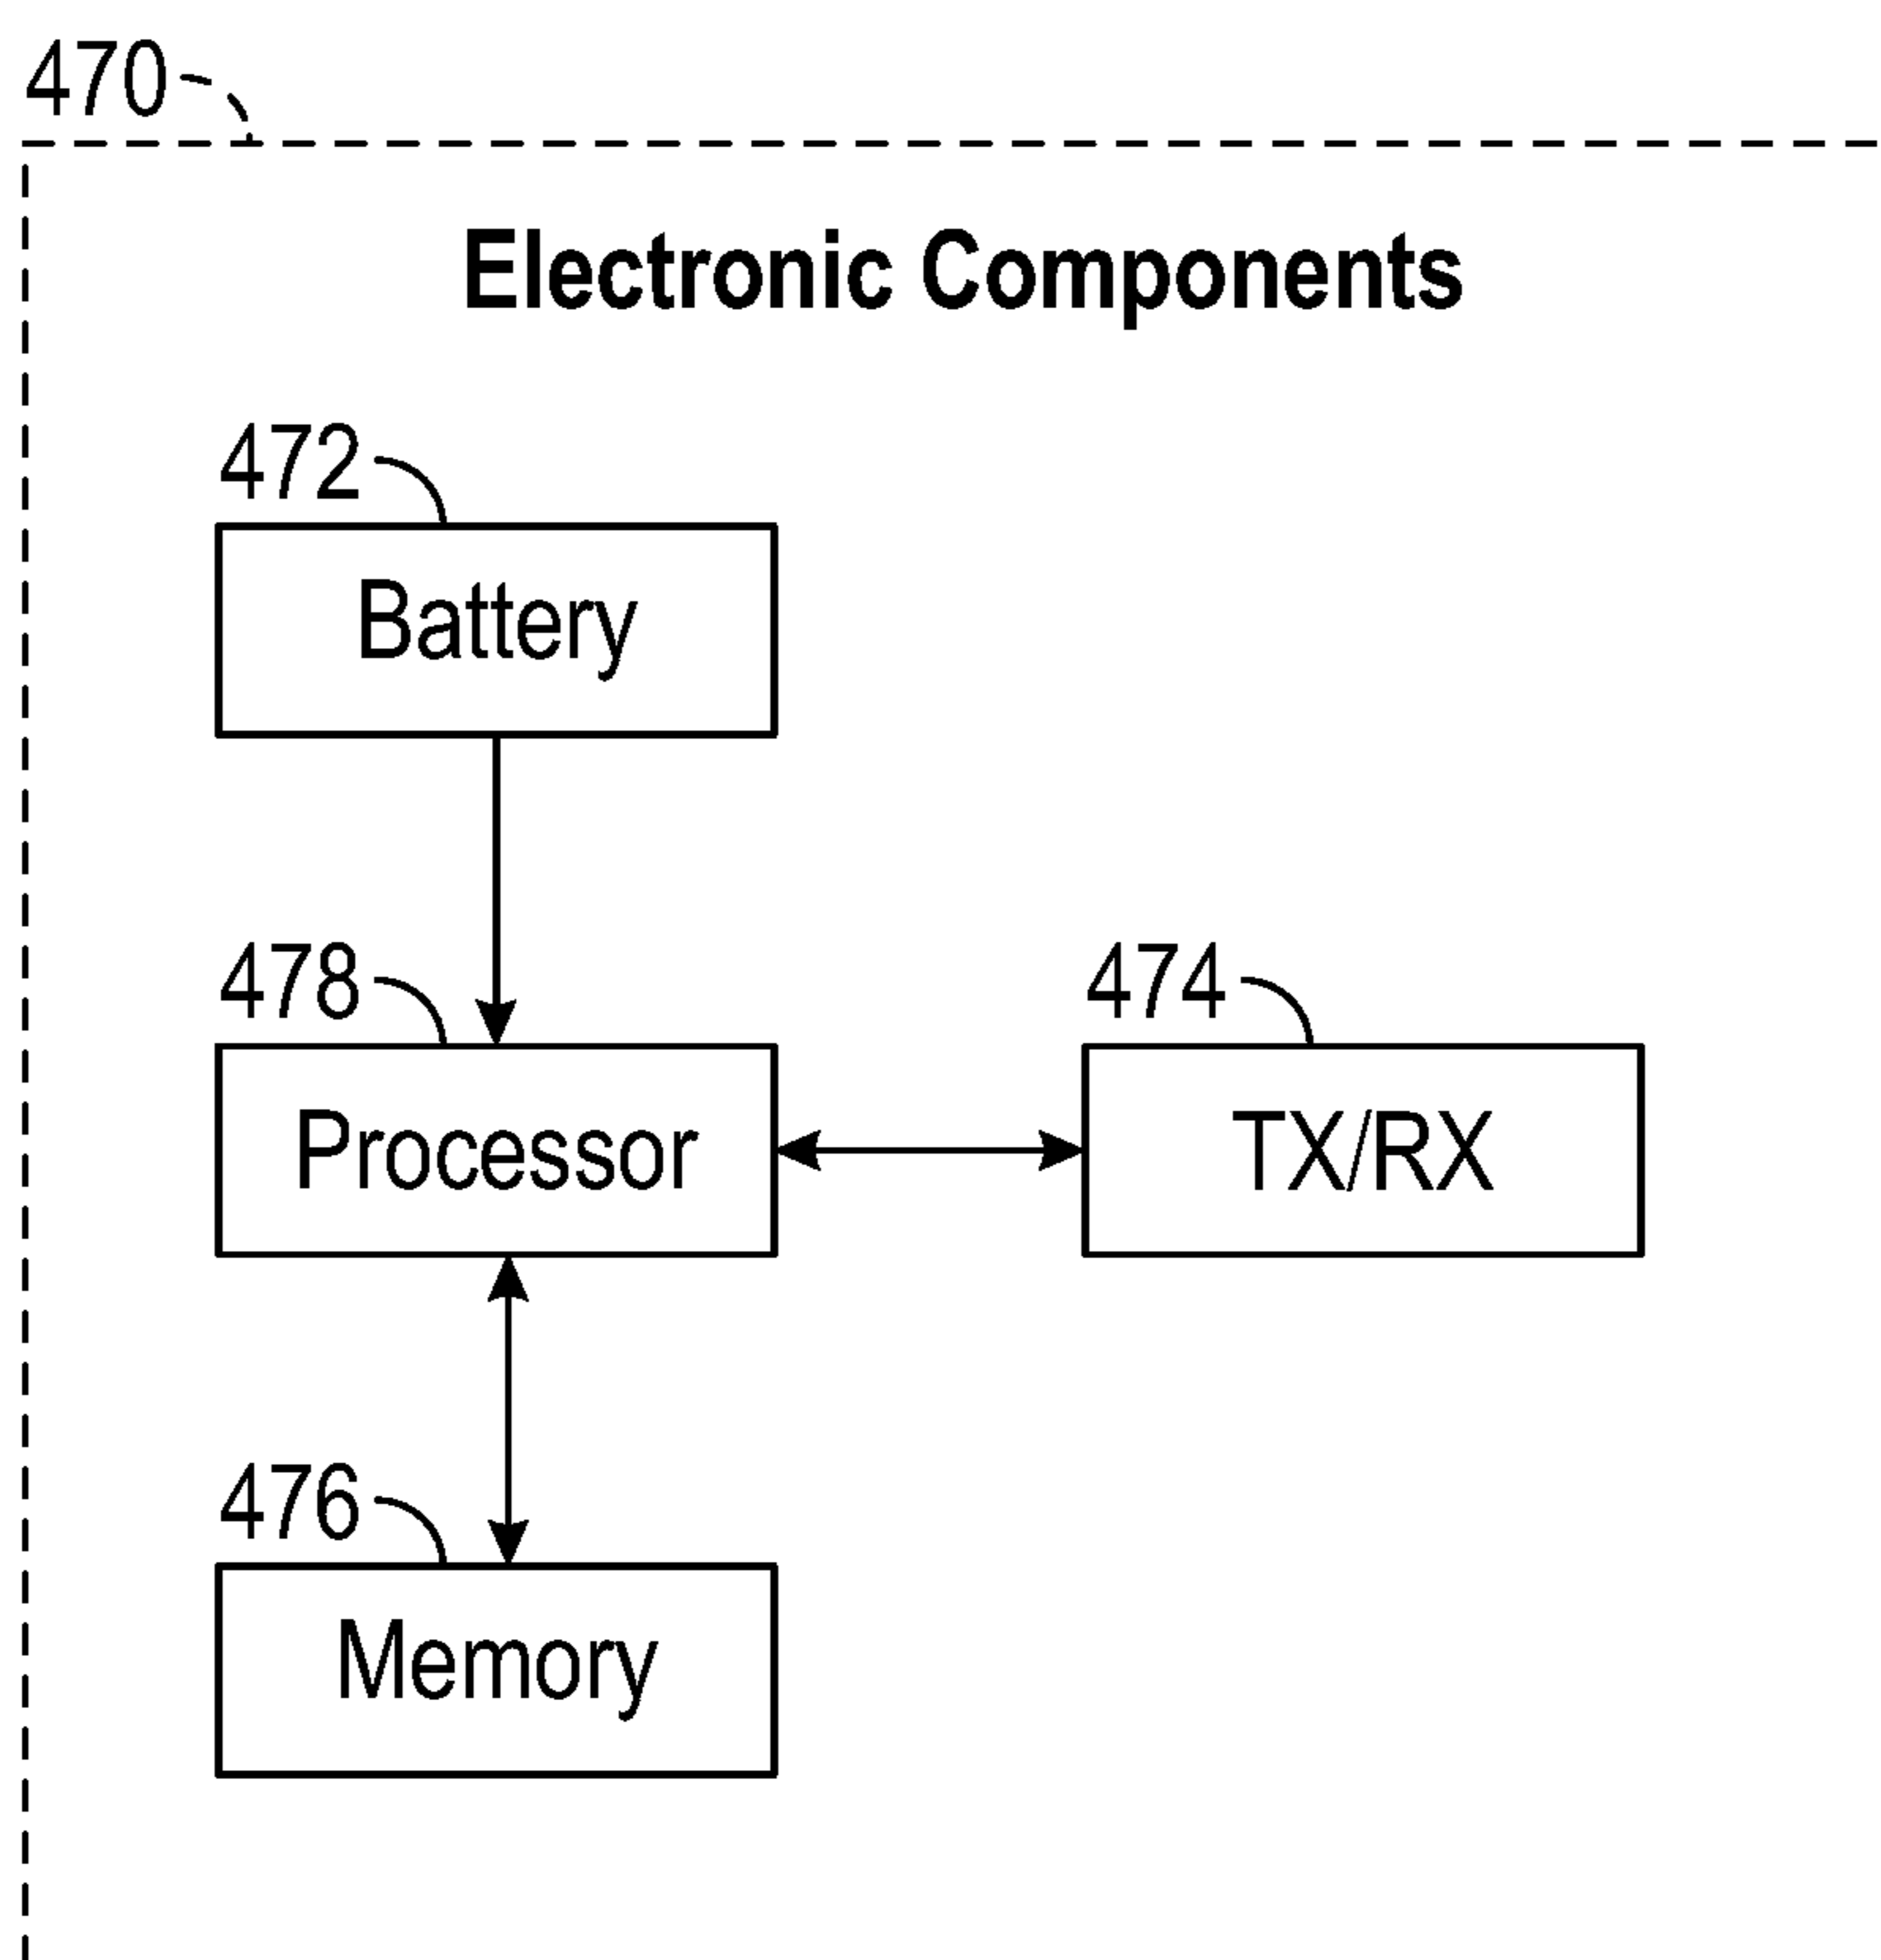 470
Electronic Components
472
Battery
478
Processor
474
TX/RX
476
Memory